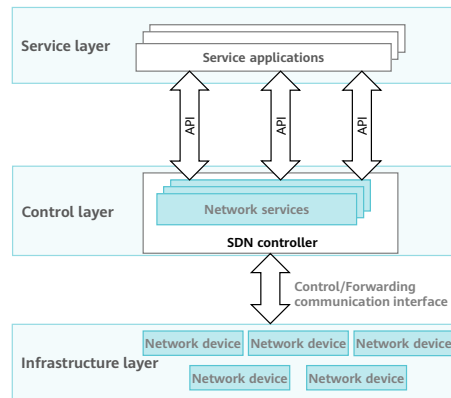 Service layer
Service applications
API
API
API
Control layer
Network services
SDN controller
Control/Forwarding
communication interface
Network device
Network device
Network device
Infrastructure layer
Network device
Network device